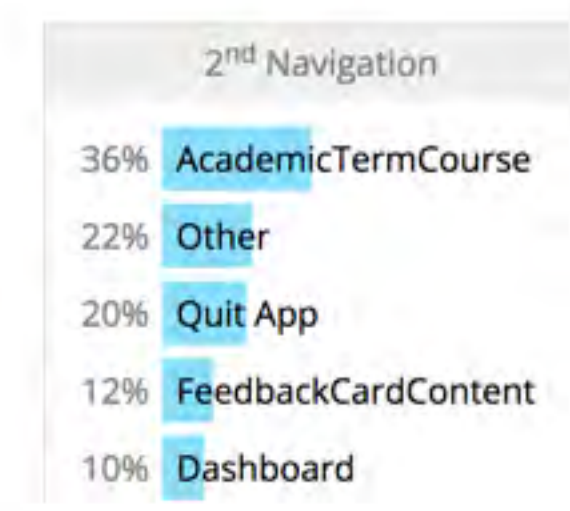 2nd Navigation
36% AcademicTermCourse
22% Other
20% Quit App
12% FeedbackCardContent
10% Dashboard